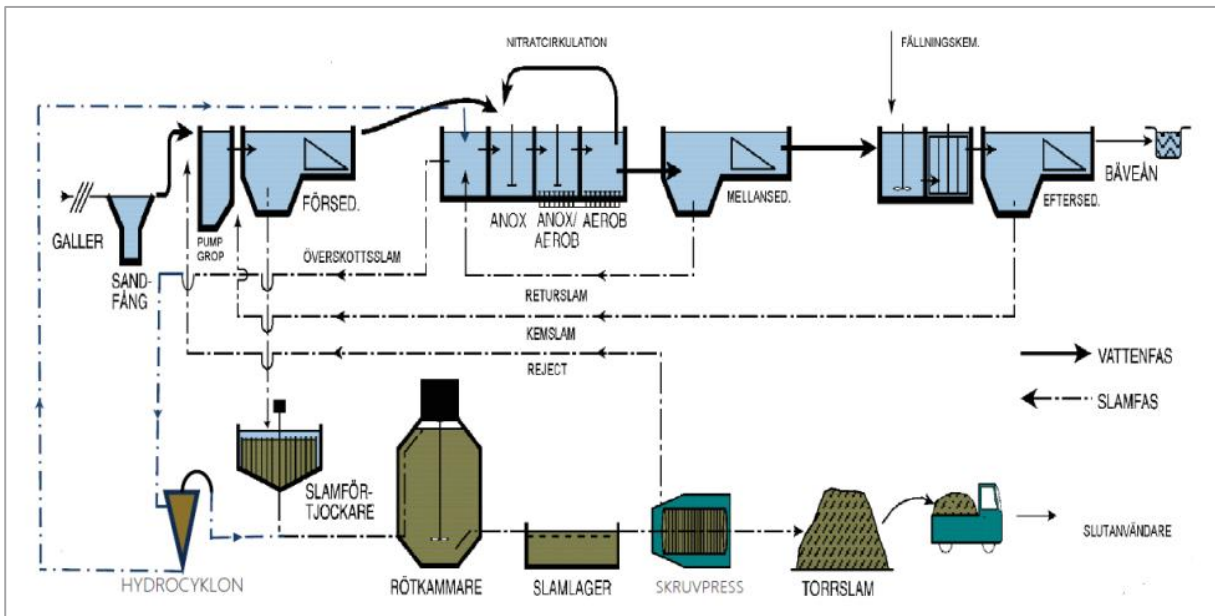 NITRATCIRKULATION
FÄLLNINGSKEM.
GALLER
SAND-
FÅNG
PUMP
GROP
FÖRSED.
ANOX
ANOX/
AEROB
AEROB
MELLANSED.
EFTERSED.
BÄVEÅN
ÖVERSKOTTSSLAM
RETURSLAM
KEMSLAM
REJECT
VATTENFAS
SLAMFAS
HYDROCYKLON
SLAMFÖR-
TJOCKARE
RÖTKAMMARE
SLAMLAGER
SKRUVPRESS
TORRSLAM
SLUTANVÄNDARE